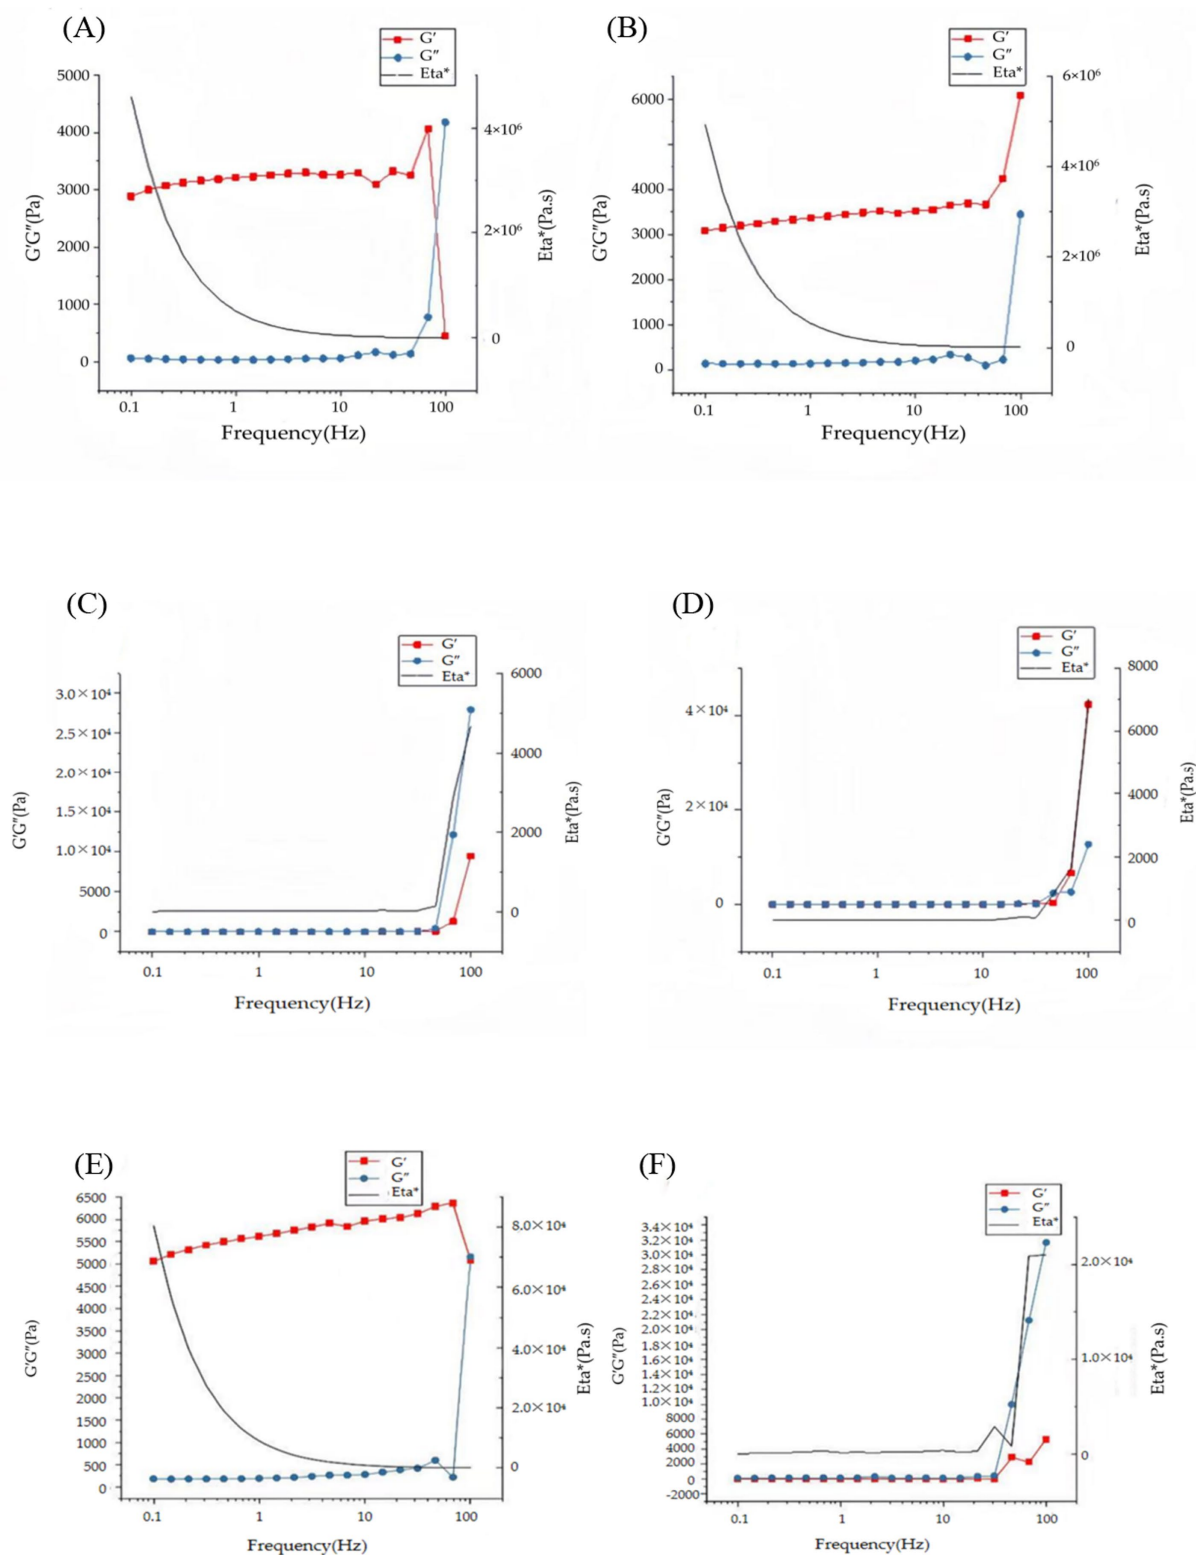 (A)
G′
G″
Eta*
5000
4000
3000
2000
1000
0
G′G″(Pa)
4×10⁶
2×10⁶
0
Eta*(Pa.s)
0.1 1 10 100
Frequency(Hz)
(B)
G′
G″
Eta*
6000
4000
3000
2000
1000
0
G′G″(Pa)
6×10⁶
4×10⁶
2×10⁶
0
Eta*(Pa.s)
0.1 1 10 100
Frequency(Hz)
(C)
G′
G″
Eta*
3.0×10⁴
2.5×10⁴
2.0×10⁴
1.5×10⁴
1.0×10⁴
5000
0
G′G″(Pa)
6000
4000
2000
0
Eta*(Pa.s)
0.1 1 10 100
Frequency(Hz)
(D)
G′
G″
Eta*
4×10⁴
2×10⁴
0
G′G″(Pa)
8000
6000
4000
2000
0
Eta*(Pa.s)
0.1 1 10 100
Frequency(Hz)
(E)
G′
G″
Eta*
6500
6000
5500
5000
4500
4000
3500
3000
2500
2000
1500
1000
500
0
G′G″(Pa)
8.0×10⁴
6.0×10⁴
4.0×10⁴
2.0×10⁴
0
Eta*(Pa.s)
0.1 1 10 100
Frequency(Hz)
(F)
G′
G″
Eta*
3.4×10⁴
3.2×10⁴
3.0×10⁴
2.8×10⁴
2.6×10⁴
2.4×10⁴
2.2×10⁴
2.0×10⁴
1.8×10⁴
1.6×10⁴
1.4×10⁴
1.2×10⁴
1.0×10⁴
8000
6000
4000
2000
0
-2000
G′G″(Pa)
2.0×10⁴
1.0×10⁴
0
Eta*(Pa.s)
0.1 1 10 100
Frequency(Hz)